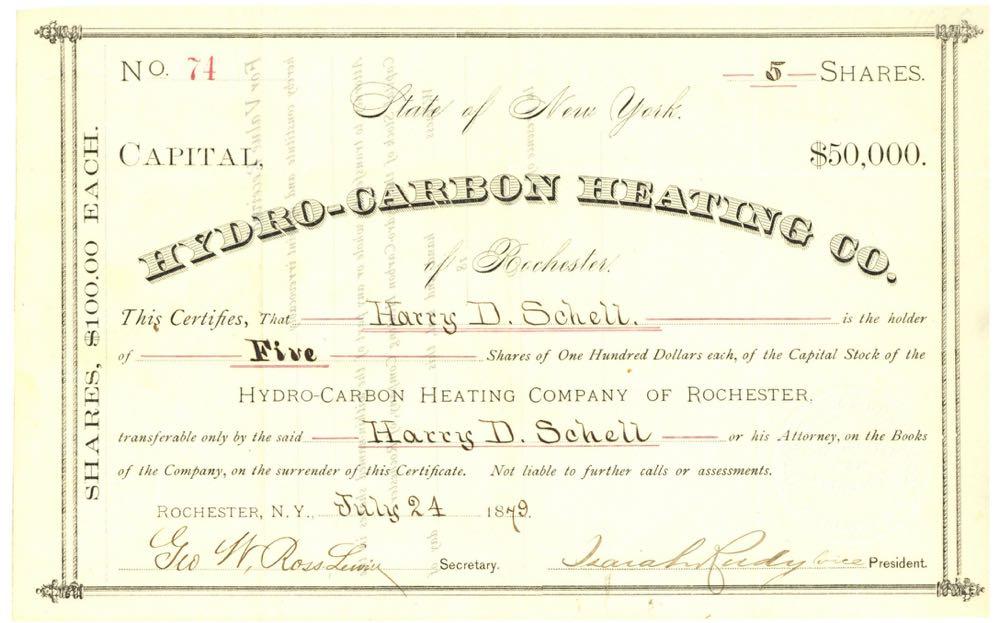 No. 74
5 Shares.
State of New York.
Capital,
$50,000.
SHARES, $100.00 EACH.
HYDRO-CARBON HEATING CO.
of Rochester.
This Certifies, That Harry D. Schell. is the holder
of Five Shares of One Hundred Dollars each, of the Capital Stock of the
Hydro-Carbon Heating Company of Rochester,
transferable only by the said Harry D. Schell or his Attorney, on the Books
of the Company, on the surrender of this Certificate. Not liable to further calls or assessments.
Rochester, N.Y., July 24 1879.
Geo W. Ross Lewin Secretary.
Isaiah Rudy vice President.